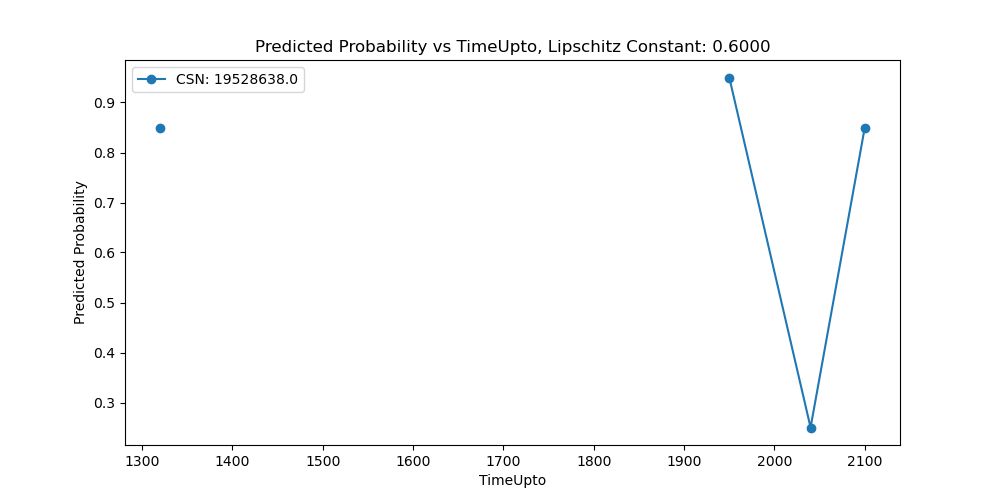 Predicted Probability vs TimeUpto, Lipschitz Constant: 0.6000
CSN: 19528638.0
Predicted Probability
0.9
0.8
0.7
0.6
0.5
0.4
0.3
1300 1400 1500 1600 1700 1800 1900 2000 2100
TimeUpto